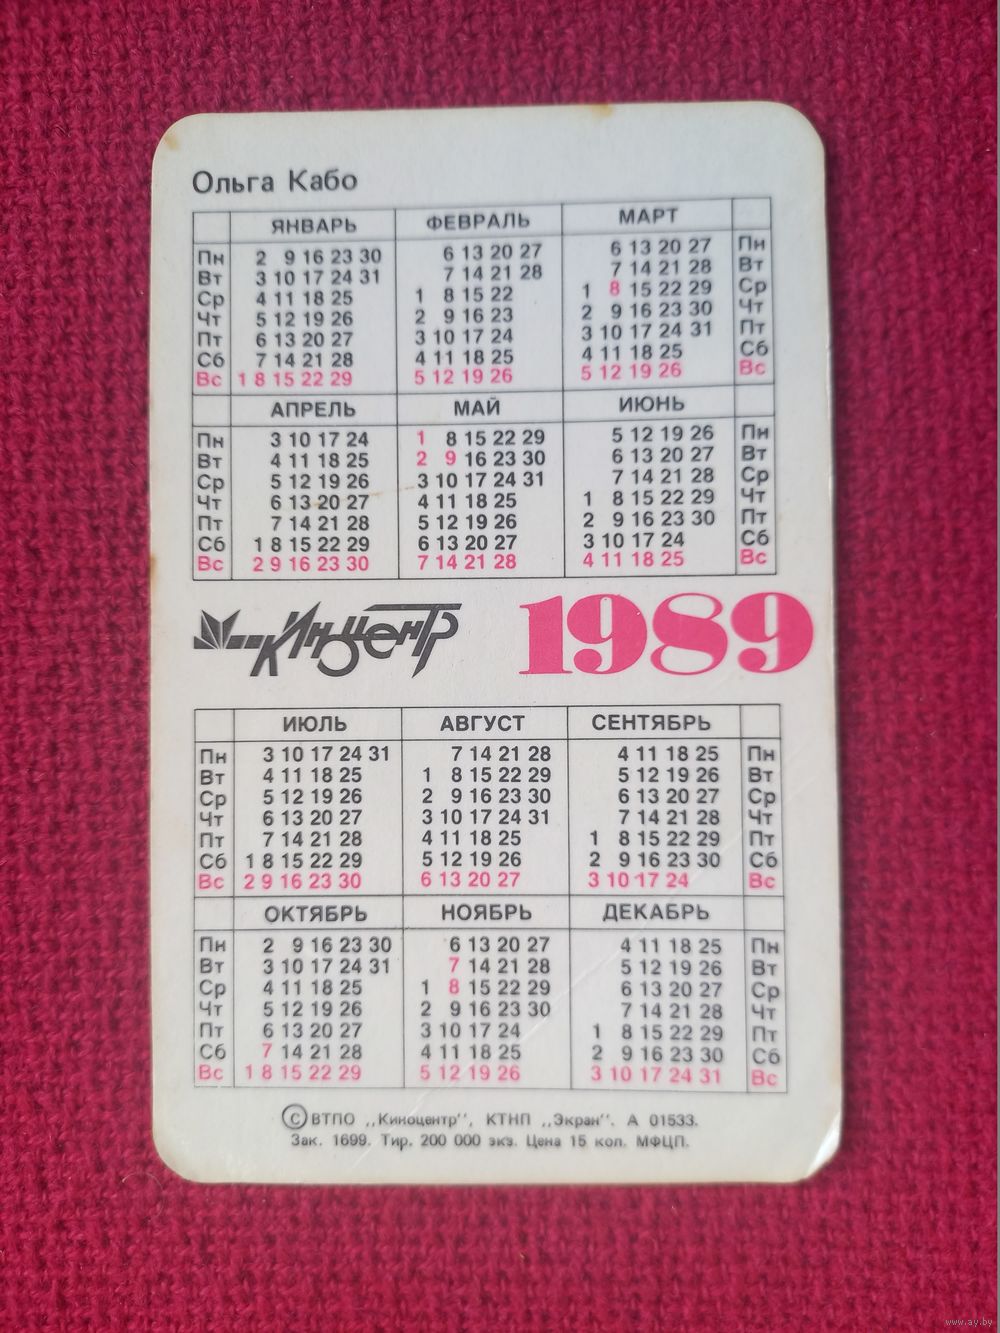 Ольга Кабо
ЯНВАРЬ ФЕВРАЛЬ МАРТ
Пн 2 9 16 23 30 6 13 20 27 6 13 20 27 Пн
Вт 3 10 17 24 31 7 14 21 28 7 14 21 28 Вт
Ср 4 11 18 25 1 8 15 22 1 8 15 22 29 Ср
Чт 5 12 19 26 2 9 16 23 2 9 16 23 30 Чт
Пт 6 13 20 27 3 10 17 24 3 10 17 24 31 Пт
Сб 7 14 21 28 4 11 18 25 4 11 18 25 Сб
Вс 1 8 15 22 29 5 12 19 26 5 12 19 26 Вс
АПРЕЛЬ МАЙ ИЮНЬ
Пн 3 10 17 24 1 8 15 22 29 5 12 19 26 Пн
Вт 4 11 18 25 2 9 16 23 30 6 13 20 27 Вт
Ср 5 12 19 26 3 10 17 24 31 7 14 21 28 Ср
Чт 6 13 20 27 4 11 18 25 1 8 15 22 29 Чт
Пт 7 14 21 28 5 12 19 26 2 9 16 23 30 Пт
Сб 1 8 15 22 29 6 13 20 27 3 10 17 24 Сб
Вс 2 9 16 23 30 7 14 21 28 4 11 18 25 Вс
Киноцентр 1989
ИЮЛЬ АВГУСТ СЕНТЯБРЬ
Пн 3 10 17 24 31 7 14 21 28 4 11 18 25 Пн
Вт 4 11 18 25 1 8 15 22 29 5 12 19 26 Вт
Ср 5 12 19 26 2 9 16 23 30 6 13 20 27 Ср
Чт 6 13 20 27 3 10 17 24 31 7 14 21 28 Чт
Пт 7 14 21 28 4 11 18 25 1 8 15 22 29 Пт
Сб 1 8 15 22 29 5 12 19 26 2 9 16 23 30 Сб
Вс 2 9 16 23 30 6 13 20 27 3 10 17 24 Вс
ОКТЯБРЬ НОЯБРЬ ДЕКАБРЬ
Пн 2 9 16 23 30 6 13 20 27 4 11 18 25 Пн
Вт 3 10 17 24 31 7 14 21 28 5 12 19 26 Вт
Ср 4 11 18 25 1 8 15 22 29 6 13 20 27 Ср
Чт 5 12 19 26 2 9 16 23 30 7 14 21 28 Чт
Пт 6 13 20 27 3 10 17 24 1 8 15 22 29 Пт
Сб 7 14 21 28 4 11 18 25 2 9 16 23 30 Сб
Вс 1 8 15 22 29 5 12 19 26 3 10 17 24 31 Вс
© ВТПО „Киноцентр", КТНП „Экран". А 01533.
Зак. 1699. Тир. 200 000 экз. Цена 15 коп. МФЦП.
www.ay.by